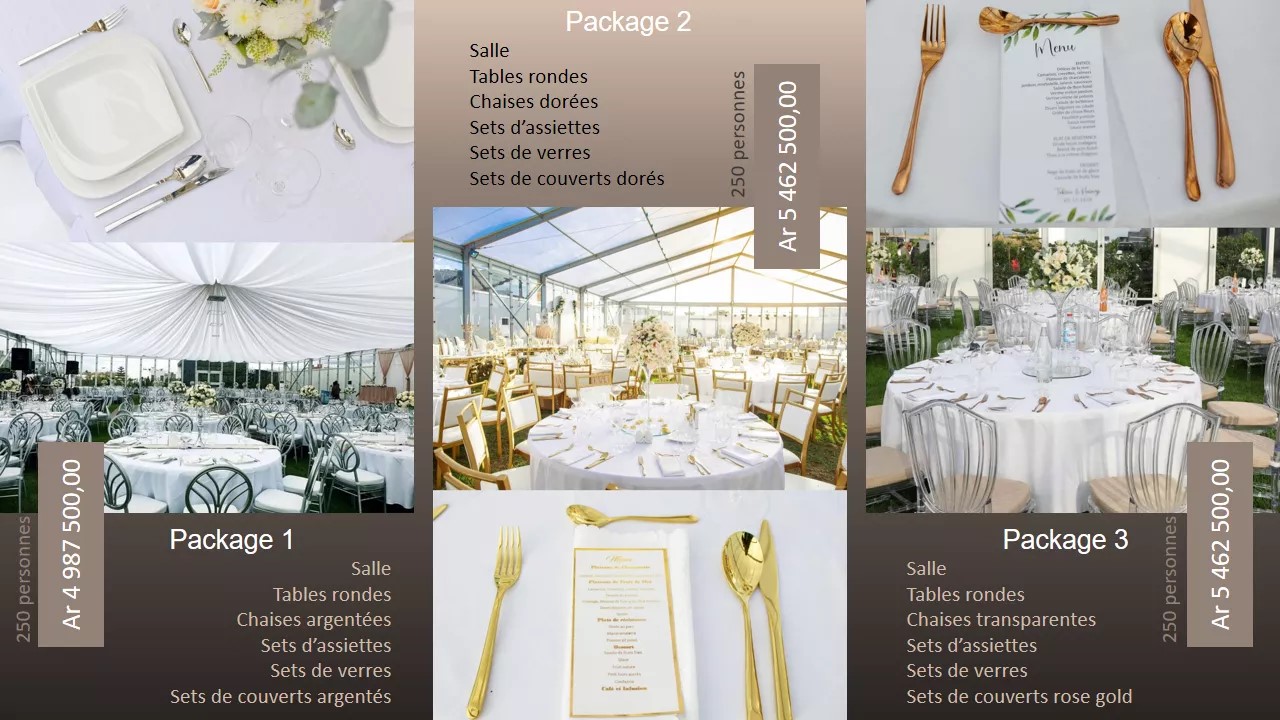 Package 1
Salle
Tables rondes
Chaises argentées
Sets d’assiettes
Sets de verres
Sets de couverts argentés
250 personnes
Ar 4 987 500,00
Package 2
Salle
Tables rondes
Chaises dorées
Sets d’assiettes
Sets de verres
Sets de couverts dorés
250 personnes
Ar 5 462 500,00
Menu
Package 3
Salle
Tables rondes
Chaises transparentes
Sets d’assiettes
Sets de verres
Sets de couverts rose gold
250 personnes
Ar 5 462 500,00